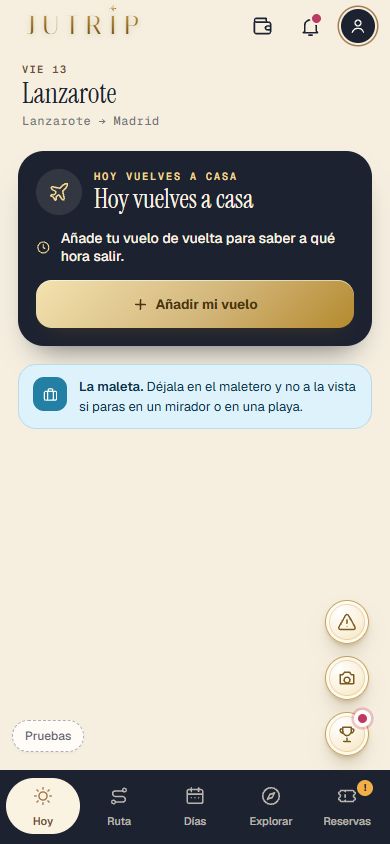 JUTRIP
VIE 13
Lanzarote
Lanzarote → Madrid
HOY VUELVES A CASA
Hoy vuelves a casa
Añade tu vuelo de vuelta para saber a qué
hora salir.
+ Añadir mi vuelo
La maleta. Déjala en el maletero y no a la vista
si paras en un mirador o en una playa.
Pruebas
!
Hoy
Ruta
Días
Explorar
Reservas